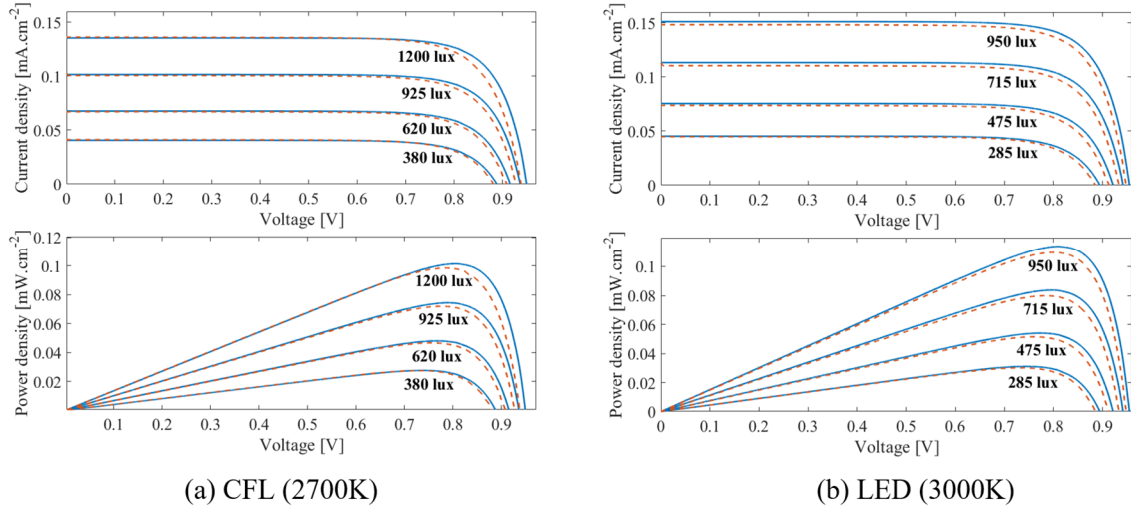 0.15
0.1
0.05
0
Current density [mA.cm-2]
1200 lux
925 lux
620 lux
380 lux
0 0.1 0.2 0.3 0.4 0.5 0.6 0.7 0.8 0.9
Voltage [V]
0.12
0.1
0.08
0.06
0.04
0.02
Power density [mW.cm-2]
1200 lux
925 lux
620 lux
380 lux
0.1 0.2 0.3 0.4 0.5 0.6 0.7 0.8 0.9
Voltage [V]
(a) CFL (2700K)
0.15
0.1
0.05
0
Current density [mA.cm-2]
950 lux
715 lux
475 lux
285 lux
0 0.1 0.2 0.3 0.4 0.5 0.6 0.7 0.8 0.9
Voltage [V]
0.1
0.08
0.06
0.04
0.02
0
Power density [mW.cm-2]
950 lux
715 lux
475 lux
285 lux
0 0.1 0.2 0.3 0.4 0.5 0.6 0.7 0.8 0.9
Voltage [V]
(b) LED (3000K)